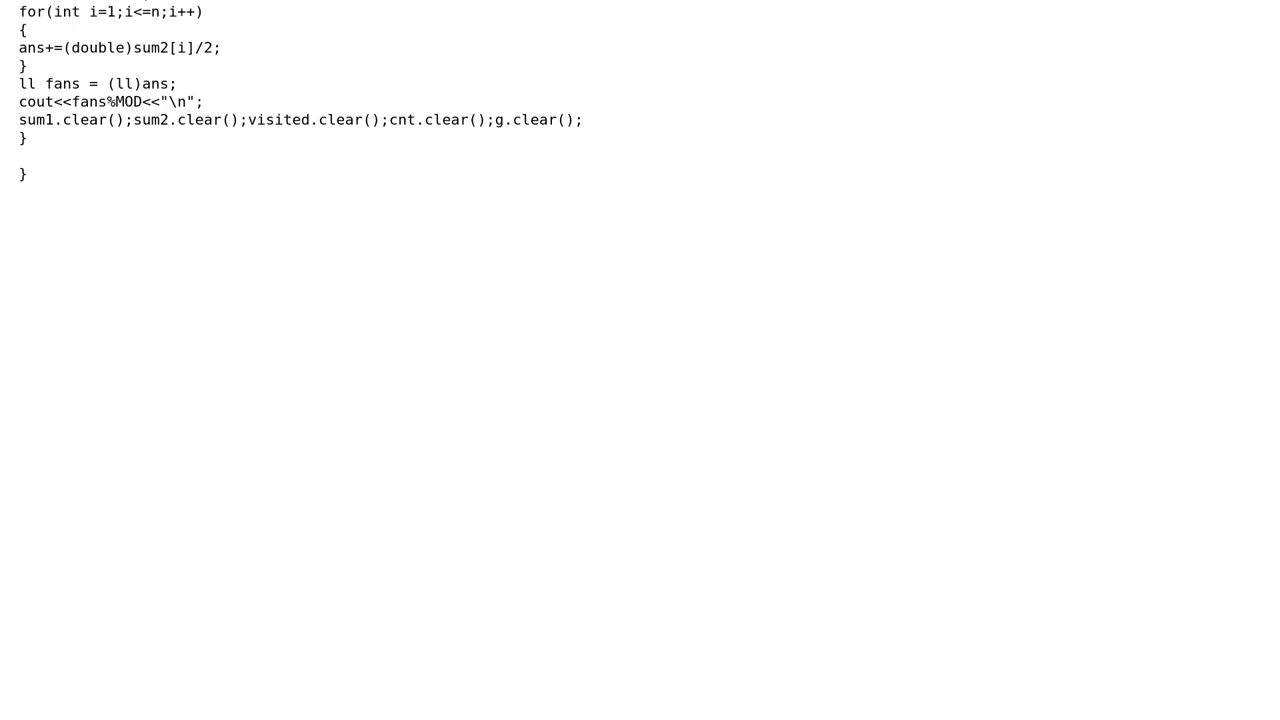 for(int i=1;i<=n;i++)
{
ans+=(double)sum2[i]/2;
}
ll fans = (ll)ans;
cout<<fans%MOD<<"\n";
sum1.clear();sum2.clear();visited.clear();cnt.clear();g.clear();
}
}